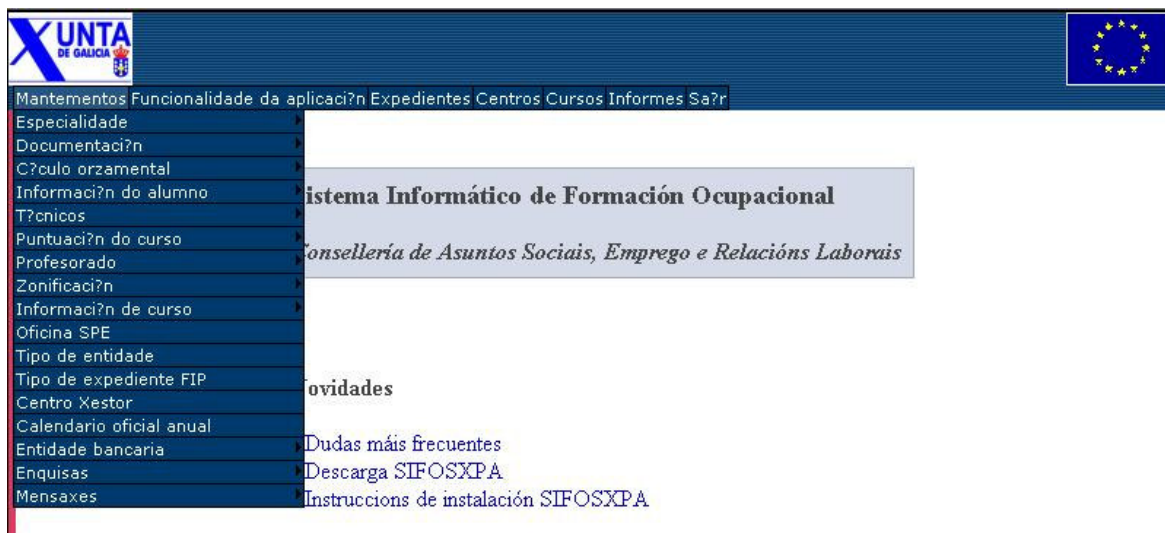 XUNTA
DE GALICIA
Mantementos Funcionalidade da aplicaci?n Expedientes Centros Cursos Informes Sa?r
Especialidade
Documentaci?n
C?culo orzamental
Informaci?n do alumno
T?cnicos
Puntuaci?n do curso
Profesorado
Zonificaci?n
Informaci?n de curso
Oficina SPE
Tipo de entidade
Tipo de expediente FIP
Centro Xestor
Calendario oficial anual
Entidade bancaria
Enquisas
Mensaxes
istema Informático de Formación Ocupacional
onsellería de Asuntos Sociais, Emprego e Relacións Laborais
ovidades
Dudas máis frecuentes
Descarga SIFOSXPA
Instruccions de instalación SIFOSXPA